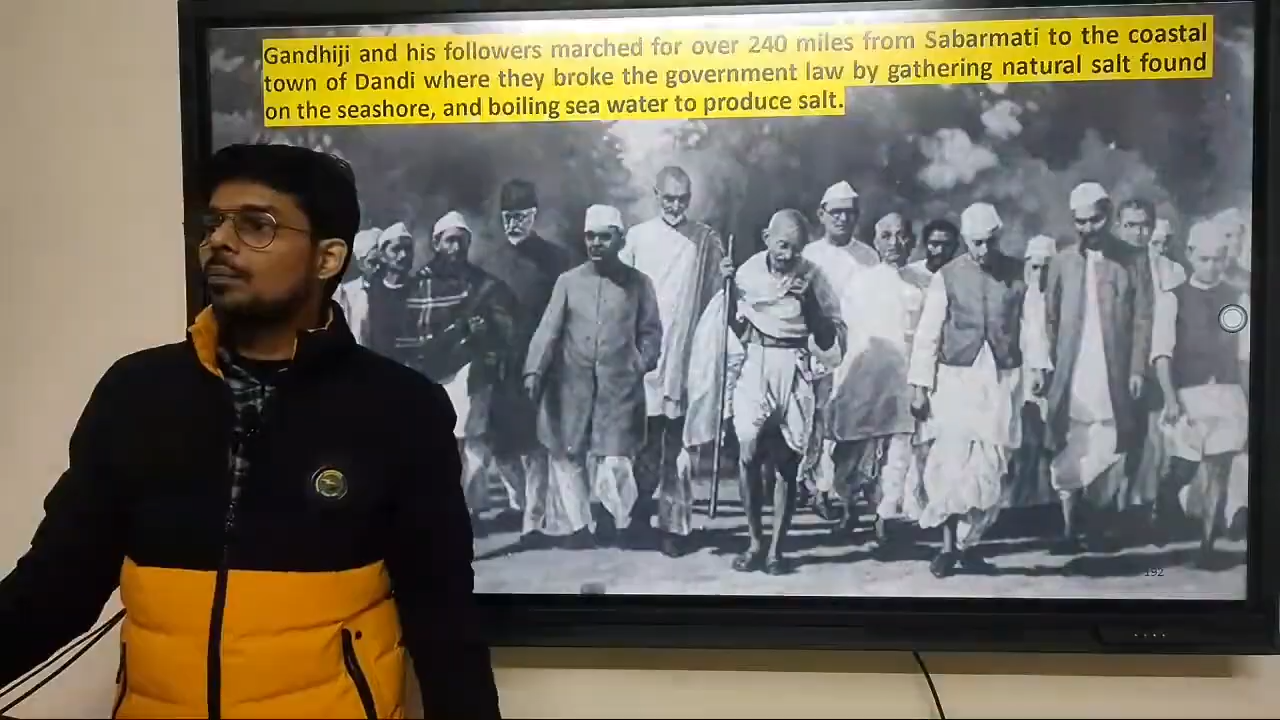 Gandhiji and his followers marched for over 240 miles from Sabarmati to the coastal
town of Dandi where they broke the government law by gathering natural salt found
on the seashore, and boiling sea water to produce salt.
192